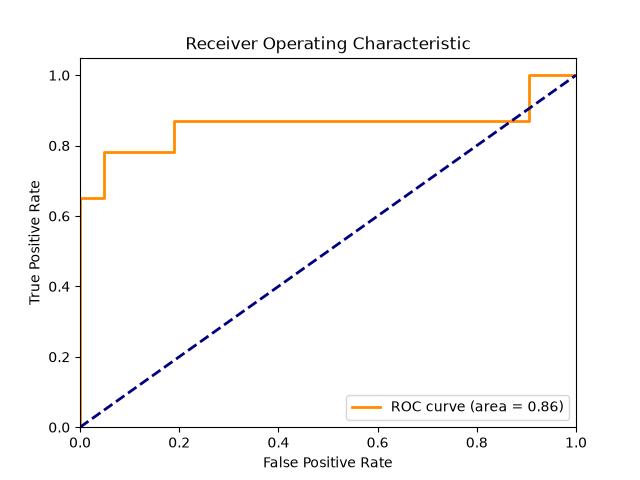 Receiver Operating Characteristic
True Positive Rate
1.0
0.8
0.6
0.4
0.2
0.0
0.0 0.2 0.4 0.6 0.8 1.0
False Positive Rate
ROC curve (area = 0.86)